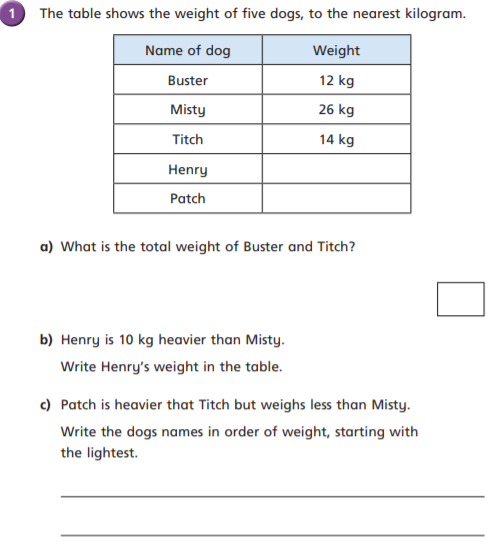 1 The table shows the weight of five dogs, to the nearest kilogram.
Name of dog Weight
Buster 12 kg
Misty 26 kg
Titch 14 kg
Henry
Patch
a) What is the total weight of Buster and Titch?
b) Henry is 10 kg heavier than Misty.
Write Henry's weight in the table.
c) Patch is heavier that Titch but weighs less than Misty.
Write the dogs names in order of weight, starting with
the lightest.